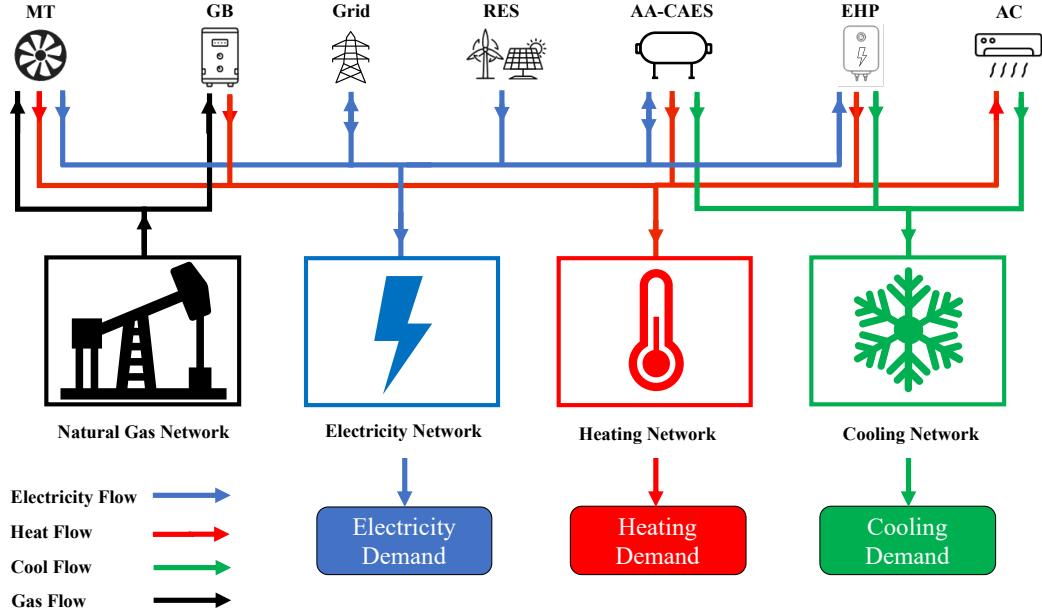 MT
GB
Grid
RES
AA-CAES
EHP
AC
Natural Gas Network
Electricity Network
Heating Network
Cooling Network
Electricity Flow
Heat Flow
Cool Flow
Gas Flow
Electricity
Demand
Heating
Demand
Cooling
Demand